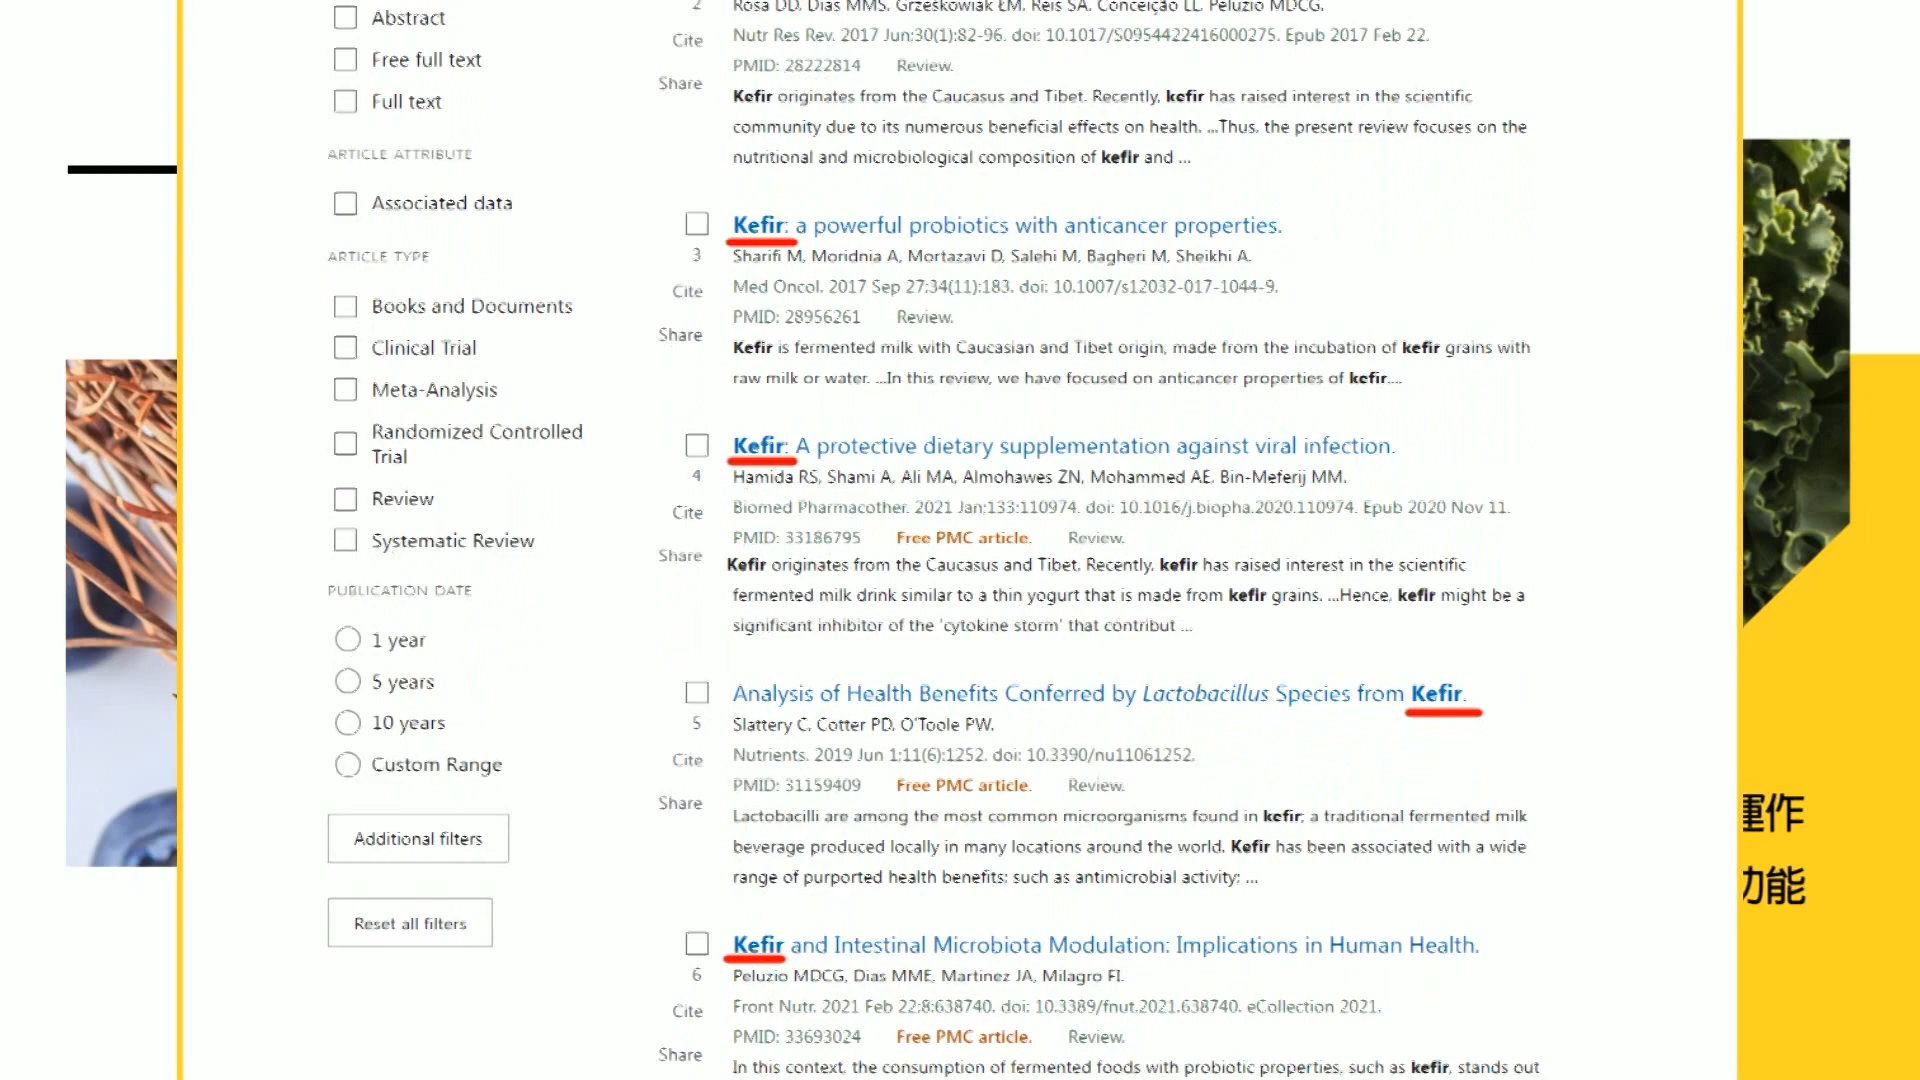 Abstract
Free full text
Full text
ARTICLE ATTRIBUTE
Associated data
ARTICLE TYPE
Books and Documents
Clinical Trial
Meta-Analysis
Randomized Controlled
Trial
Review
Systematic Review
PUBLICATION DATE
1 year
5 years
10 years
Custom Range
Additional filters
Reset all filters
2
Rosa DD, Dias MMS, Grześkowiak ŁM, Reis SA, Conceição LL, Peluzio MDCG.
Cite
Nutr Res Rev. 2017 Jun;30(1):82-96. doi: 10.1017/S0954422416000275. Epub 2017 Feb 22.
PMID: 28222814 Review.
Share
Kefir originates from the Caucasus and Tibet. Recently, kefir has raised interest in the scientific
community due to its numerous beneficial effects on health. ...Thus, the present review focuses on the
nutritional and microbiological composition of kefir and ...
Kefir: a powerful probiotics with anticancer properties.
3
Sharifi M, Moridnia A, Mortazavi D, Salehi M, Bagheri M, Sheikhi A.
Cite
Med Oncol. 2017 Sep 27;34(11):183. doi: 10.1007/s12032-017-1044-9.
PMID: 28956261 Review.
Share
Kefir is fermented milk with Caucasian and Tibet origin, made from the incubation of kefir grains with
raw milk or water. ...In this review, we have focused on anticancer properties of kefir....
Kefir: A protective dietary supplementation against viral infection.
4
Hamida RS, Shami A, Ali MA, Almohawes ZN, Mohammed AE, Bin-Meferij MM.
Cite
Biomed Pharmacother. 2021 Jan;133:110974. doi: 10.1016/j.biopha.2020.110974. Epub 2020 Nov 11.
PMID: 33186795 Free PMC article. Review.
Share
Kefir originates from the Caucasus and Tibet. Recently, kefir has raised interest in the scientific
fermented milk drink similar to a thin yogurt that is made from kefir grains. ...Hence, kefir might be a
significant inhibitor of the 'cytokine storm' that contribut ...
Analysis of Health Benefits Conferred by Lactobacillus Species from Kefir.
5
Slattery C, Cotter PD, O'Toole PW.
Cite
Nutrients. 2019 Jun 1;11(6):1252. doi: 10.3390/nu11061252.
PMID: 31159409 Free PMC article. Review.
Share
Lactobacilli are among the most common microorganisms found in kefir; a traditional fermented milk
beverage produced locally in many locations around the world. Kefir has been associated with a wide
range of purported health benefits; such as antimicrobial activity; ...
Kefir and Intestinal Microbiota Modulation: Implications in Human Health.
6
Peluzio MDCG, Dias MME, Martinez JA, Milagro FI.
Cite
Front Nutr. 2021 Feb 22;8:638740. doi: 10.3389/fnut.2021.638740. eCollection 2021.
PMID: 33693024 Free PMC article. Review.
Share
In this context, the consumption of fermented foods with probiotic properties, such as kefir, stands out
運作
功能